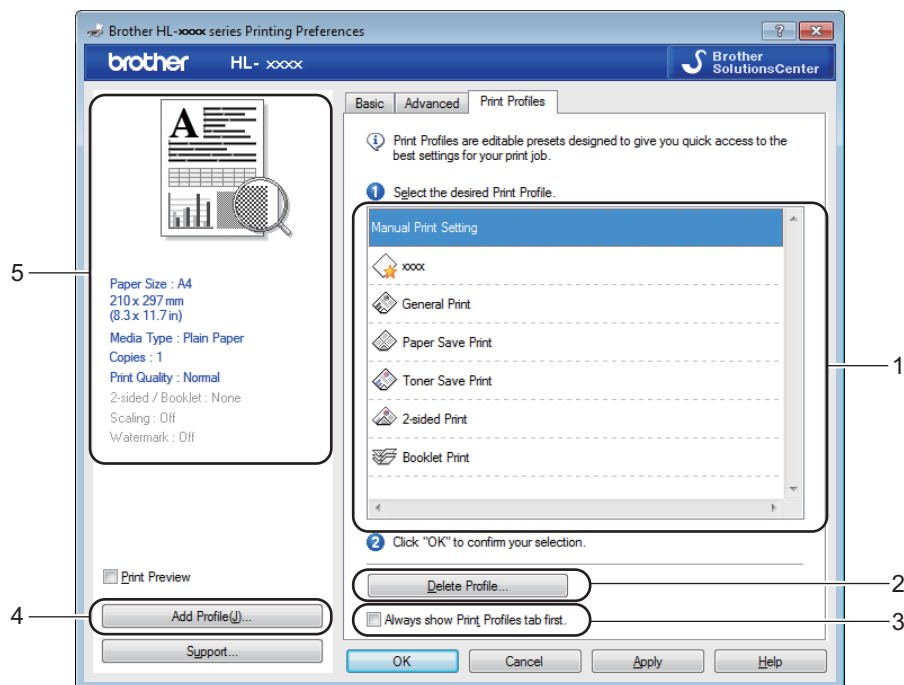 Brother HL-xxxx series Printing Preferences
brother HL- xxxx
Brother
SolutionsCenter
A
Paper Size : A4
210 x 297 mm
(8.3 x 11.7 in)
Media Type : Plain Paper
Copies : 1
Print Quality : Normal
2-sided / Booklet : None
Scaling : Off
Watermark : Off
Print Preview
Add Profile(J)...
Support...
Basic Advanced Print Profiles
Print Profiles are editable presets designed to give you quick access to the
best settings for your print job.
1 Select the desired Print Profile.
Manual Print Setting
xxxx
General Print
Paper Save Print
Toner Save Print
2-sided Print
Booklet Print
2 Click "OK" to confirm your selection.
Delete Profile...
Always show Print Profiles tab first.
OK Cancel Apply Help
1
2
3
4
5